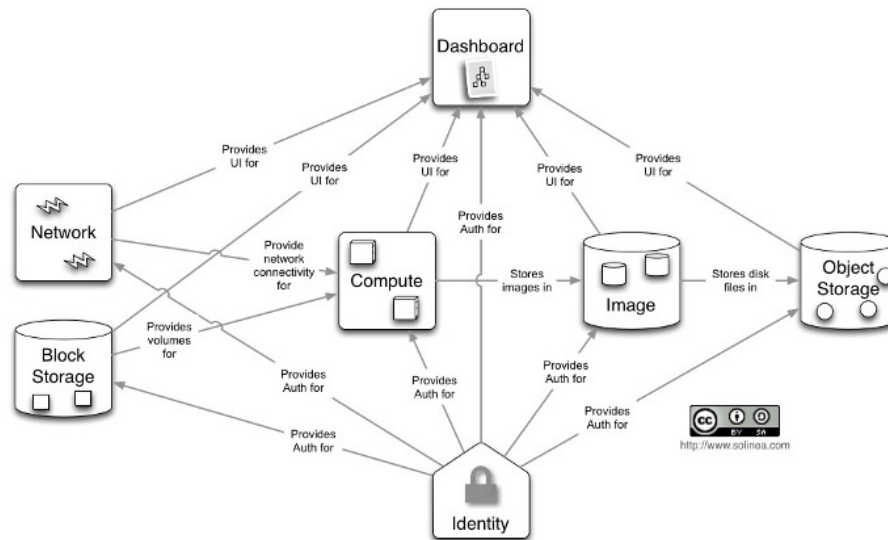 Dashboard
Provides
UI for
Provides
UI for
Provides
UI for
Provides
UI for
Provides
UI for
Provides
Auth for
Network
Provide
network
connectivity
for
Compute
Stores
images in
Image
Stores disk
files in
Object
Storage
Block
Storage
Provides
volumes
for
Provides
Auth for
Provides
Auth for
Provides
Auth for
Provides
Auth for
Provides
Auth for
Identity
cc
BY SA
http://www.solinea.com